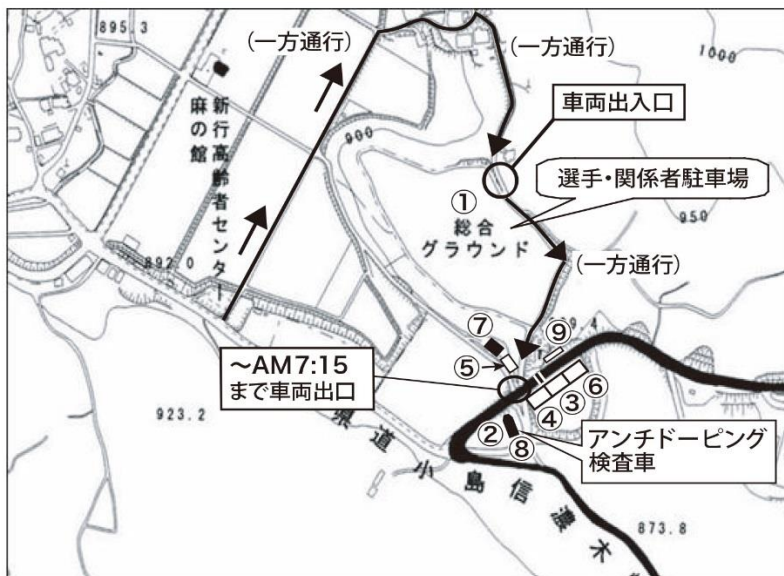 895.3
(一方通行)
(一方通行)
1000
車両出入口
新行高齢者センター
麻の館
900
選手・関係者駐車場
①
総合
グラウンド
950
892.0
(一方通行)
⑦
⑨
9.4
⑤
～AM7:15
まで車両出口
⑥
③
④
923.2
②
⑧
アンチドーピング
検査車
県道小島信濃木
873.8